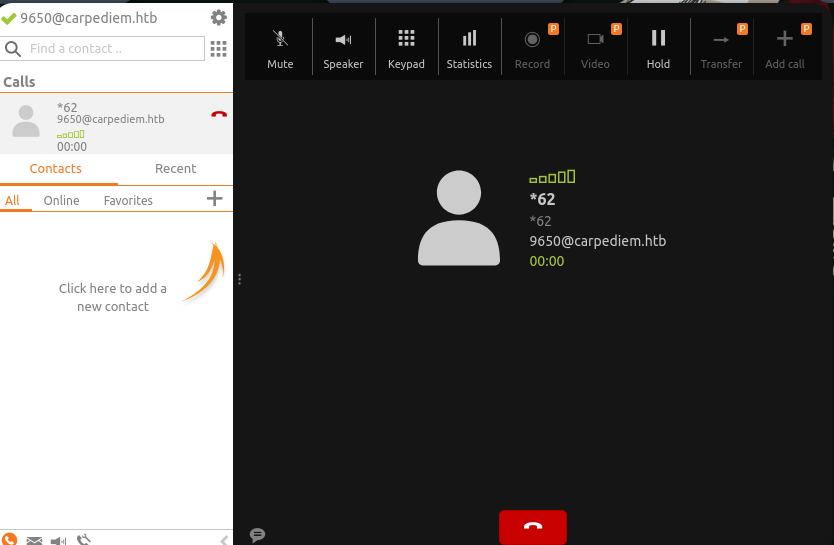 9650@carpediem.htb
Find a contact ..
Calls
*62
9650@carpediem.htb
00:00
Contacts Recent
All Online Favorites
Click here to add a
new contact
Mute Speaker Keypad Statistics P Record P Video Hold P Transfer P Add call
*62
*62
9650@carpediem.htb
00:00